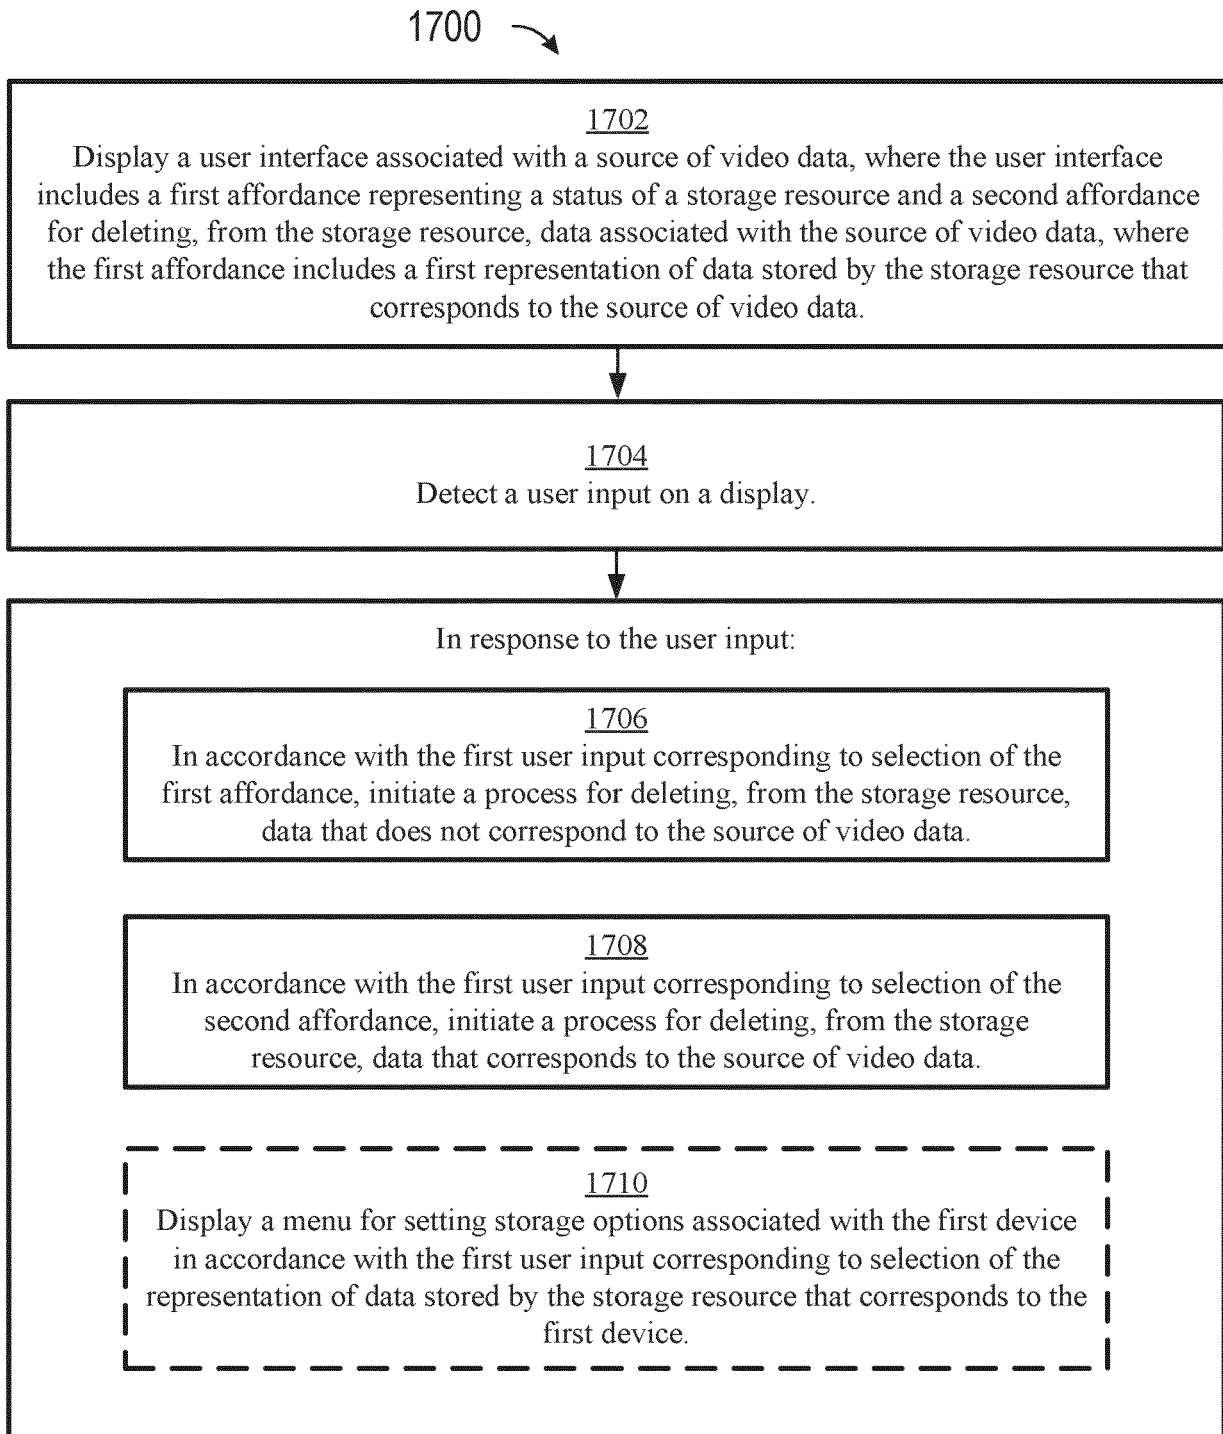 1700
1702
Display a user interface associated with a source of video data, where the user interface
includes a first affordance representing a status of a storage resource and a second affordance
for deleting, from the storage resource, data associated with the source of video data, where
the first affordance includes a first representation of data stored by the storage resource that
corresponds to the source of video data.
1704
Detect a user input on a display.
In response to the user input:
1706
In accordance with the first user input corresponding to selection of the
first affordance, initiate a process for deleting, from the storage resource,
data that does not correspond to the source of video data.
1708
In accordance with the first user input corresponding to selection of the
second affordance, initiate a process for deleting, from the storage
resource, data that corresponds to the source of video data.
1710
Display a menu for setting storage options associated with the first device
in accordance with the first user input corresponding to selection of the
representation of data stored by the storage resource that corresponds to the
first device.